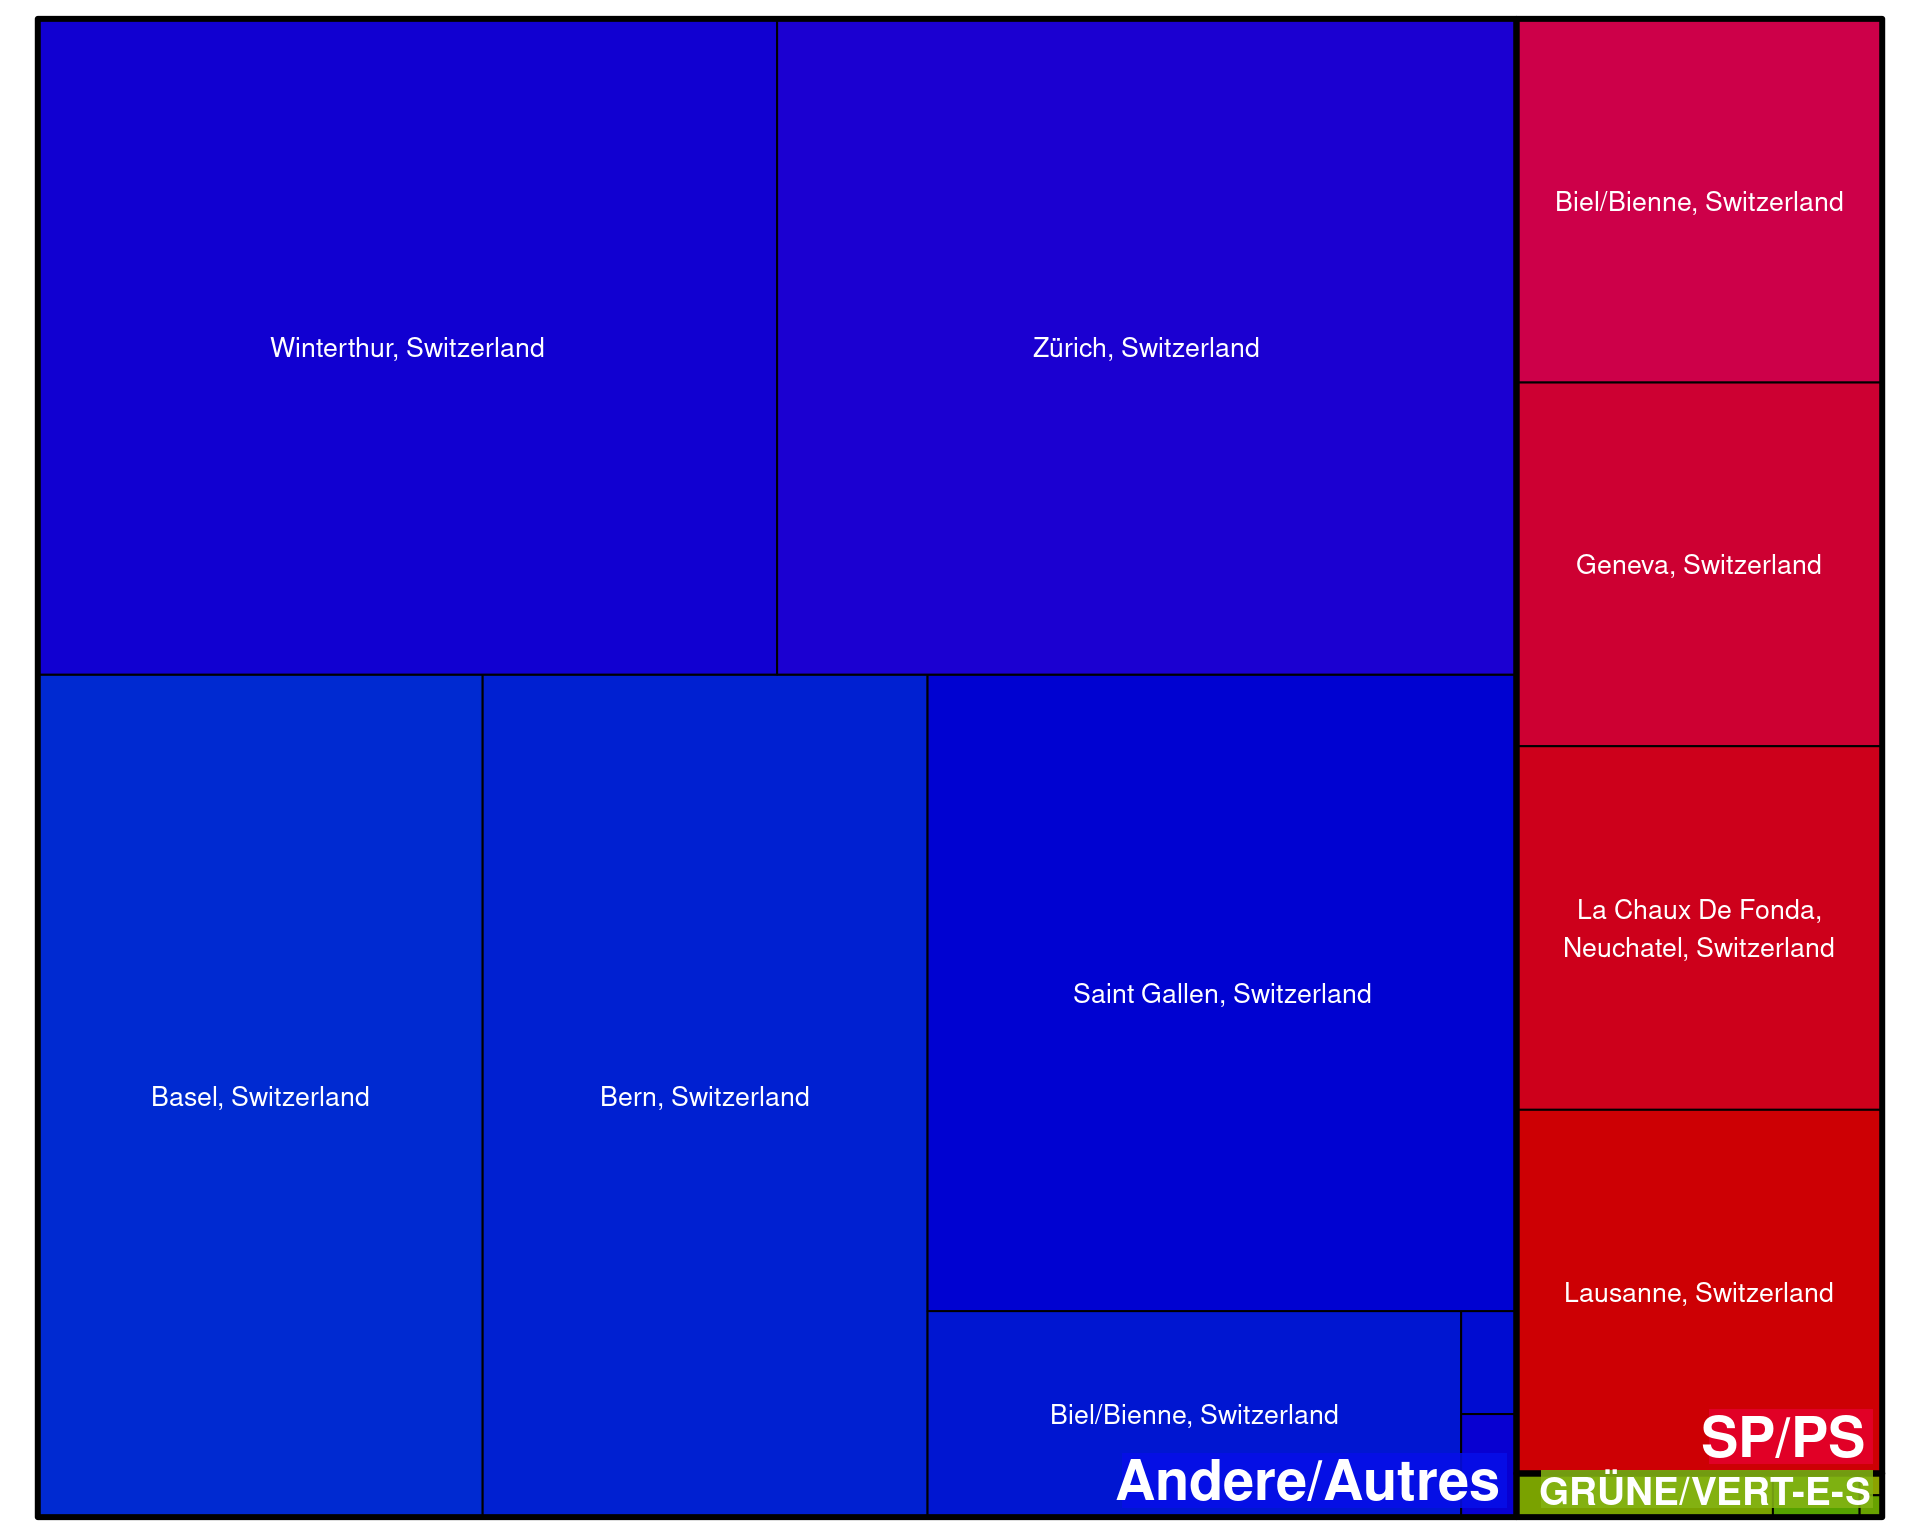 Winterthur, Switzerland
Zürich, Switzerland
Biel/Bienne, Switzerland
Geneva, Switzerland
La Chaux De Fonda,
Neuchatel, Switzerland
Saint Gallen, Switzerland
Basel, Switzerland
Bern, Switzerland
Lausanne, Switzerland
Biel/Bienne, Switzerland
SP/PS
Andere/Autres
GRÜNE/VERT-E-S